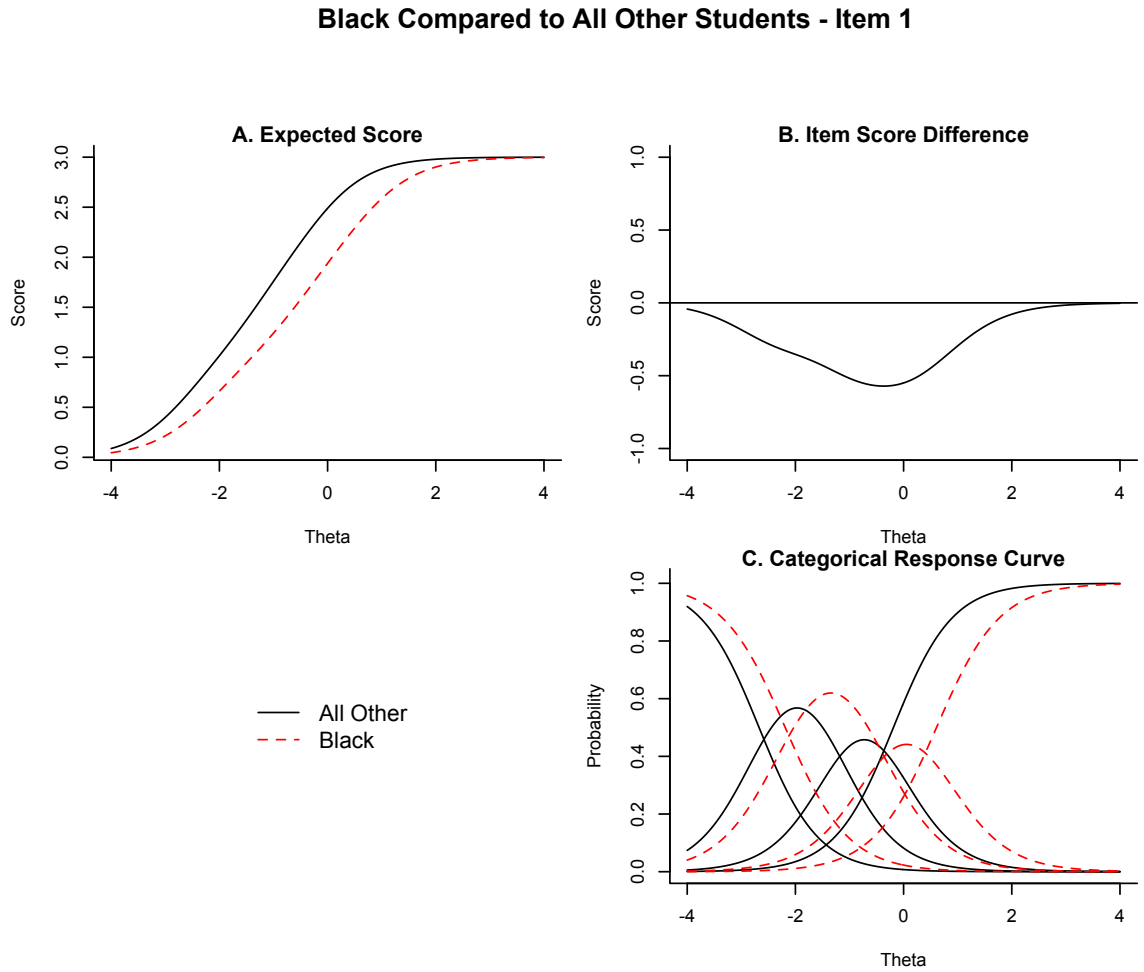 Black Compared to All Other Students - Item 1
A. Expected Score
3.0
2.5
2.0
1.5
1.0
0.5
0.0
Score
-4 -2 0 2 4
Theta
B. Item Score Difference
1.0
0.5
0.0
-0.5
-1.0
Score
-4 -2 0 2 4
Theta
All Other
Black
C. Categorical Response Curve
1.0
0.8
0.6
0.4
0.2
0.0
Probability
-4 -2 0 2 4
Theta